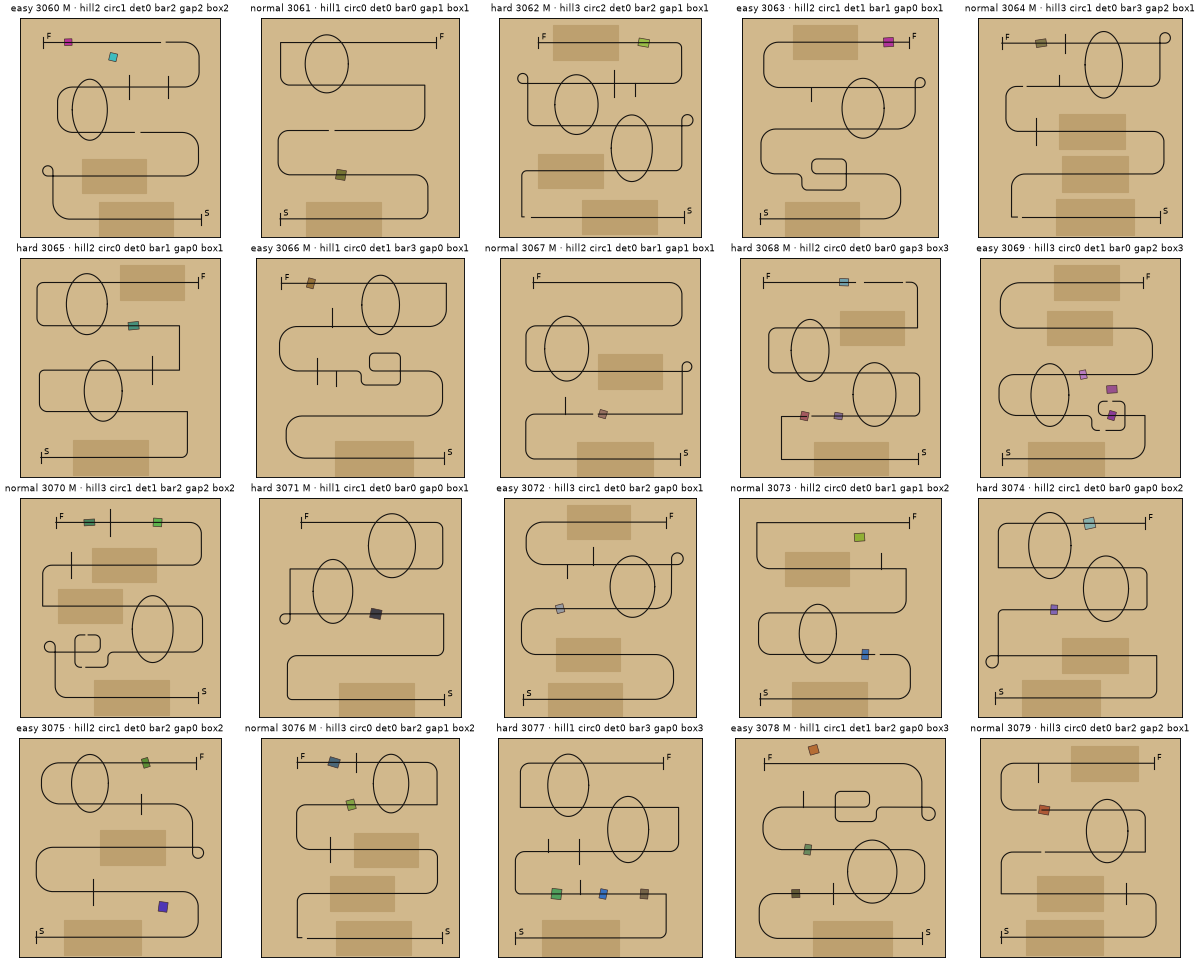 easy 3060 M · hill2 circ1 det0 bar2 gap2 box2
normal 3061 · hill1 circ0 det0 bar0 gap1 box1
hard 3062 M · hill3 circ2 det0 bar2 gap1 box1
easy 3063 · hill2 circ1 det1 bar1 gap0 box1
normal 3064 M · hill3 circ1 det0 bar3 gap2 box1
F
F
F
F
F
S
S
S
S
S
hard 3065 · hill2 circ0 det0 bar1 gap0 box1
easy 3066 M · hill1 circ0 det1 bar3 gap0 box1
normal 3067 M · hill2 circ1 det0 bar1 gap1 box1
hard 3068 M · hill2 circ0 det0 bar0 gap3 box3
easy 3069 · hill3 circ0 det1 bar0 gap2 box3
F
F
F
F
F
S
S
S
S
S
normal 3070 M · hill3 circ1 det1 bar2 gap2 box2
hard 3071 M · hill1 circ1 det0 bar0 gap0 box1
easy 3072 · hill3 circ1 det0 bar2 gap0 box1
normal 3073 · hill2 circ0 det0 bar1 gap1 box2
hard 3074 · hill2 circ1 det0 bar0 gap0 box2
F
F
F
F
F
S
S
S
S
S
easy 3075 · hill2 circ1 det0 bar2 gap0 box2
normal 3076 M · hill3 circ0 det0 bar2 gap1 box2
hard 3077 · hill1 circ0 det0 bar3 gap0 box3
easy 3078 M · hill1 circ1 det1 bar2 gap0 box3
normal 3079 · hill3 circ0 det0 bar2 gap2 box1
F
F
F
F
F
S
S
S
S
S